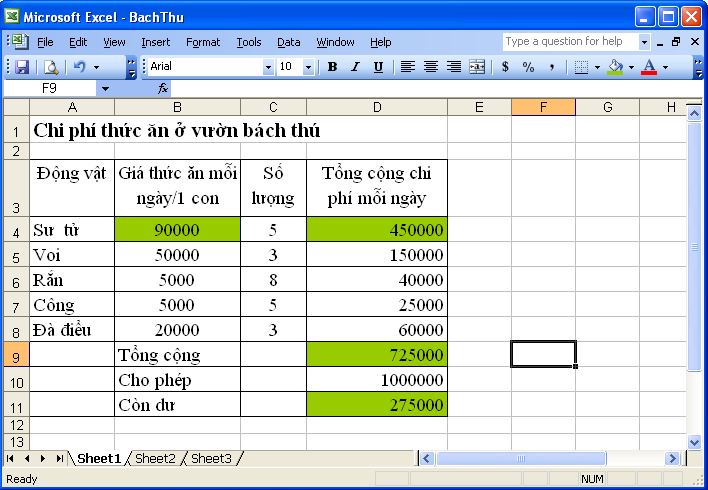 Microsoft Excel - BachThu
File Edit View Insert Format Tools Data Window Help Type a question for help
Arial 10 B I U $ % ,
F9 fx
A B C D E F G H
1 Chi phí thức ăn ở vườn bách thú
2
3 Động vật Giá thức ăn mỗi ngày/1 con Số lượng Tổng cộng chi phí mỗi ngày
4 Sư tử 90000 5 450000
5 Voi 50000 3 150000
6 Rắn 5000 8 40000
7 Công 5000 5 25000
8 Đà điểu 20000 3 60000
9 Tổng cộng 725000
10 Cho phép 1000000
11 Còn dư 275000
12
13
Sheet1 Sheet2 Sheet3
Ready NUM